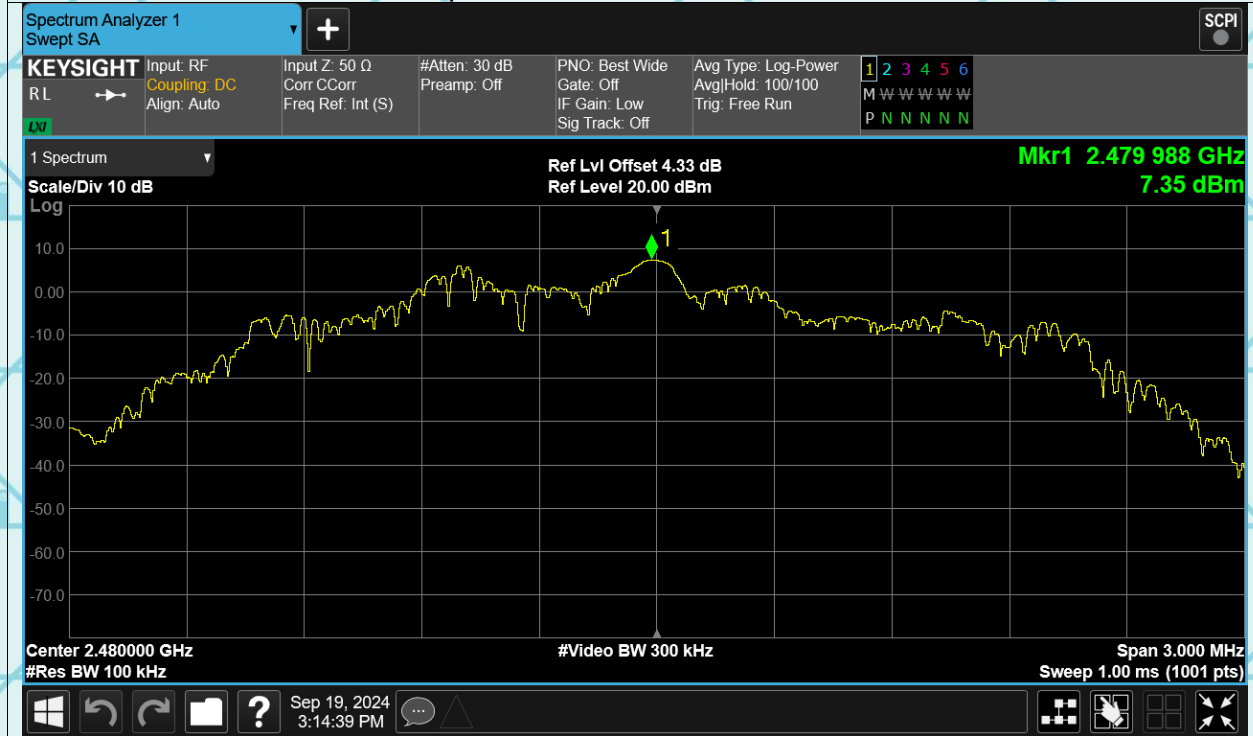 Spectrum Analyzer 1
Swept SA
+
SCPI
KEYSIGHT
R L
LXI
Input: RF
Coupling: DC
Align: Auto
Input Z: 50 Ω
Corr CCorr
Freq Ref: Int (S)
#Atten: 30 dB
Preamp: Off
PNO: Best Wide
Gate: Off
IF Gain: Low
Sig Track: Off
Avg Type: Log-Power
Avg|Hold: 100/100
Trig: Free Run
1 2 3 4 5 6
M W W W W W
P N N N N N
1 Spectrum
Scale/Div 10 dB
Ref Lvl Offset 4.33 dB
Ref Level 20.00 dBm
Mkr1 2.479 988 GHz
7.35 dBm
Log
1
10.0
0.00
-10.0
-20.0
-30.0
-40.0
-50.0
-60.0
-70.0
Center 2.480000 GHz
#Res BW 100 kHz
#Video BW 300 kHz
Span 3.000 MHz
Sweep 1.00 ms (1001 pts)
?
Sep 19, 2024
3:14:39 PM